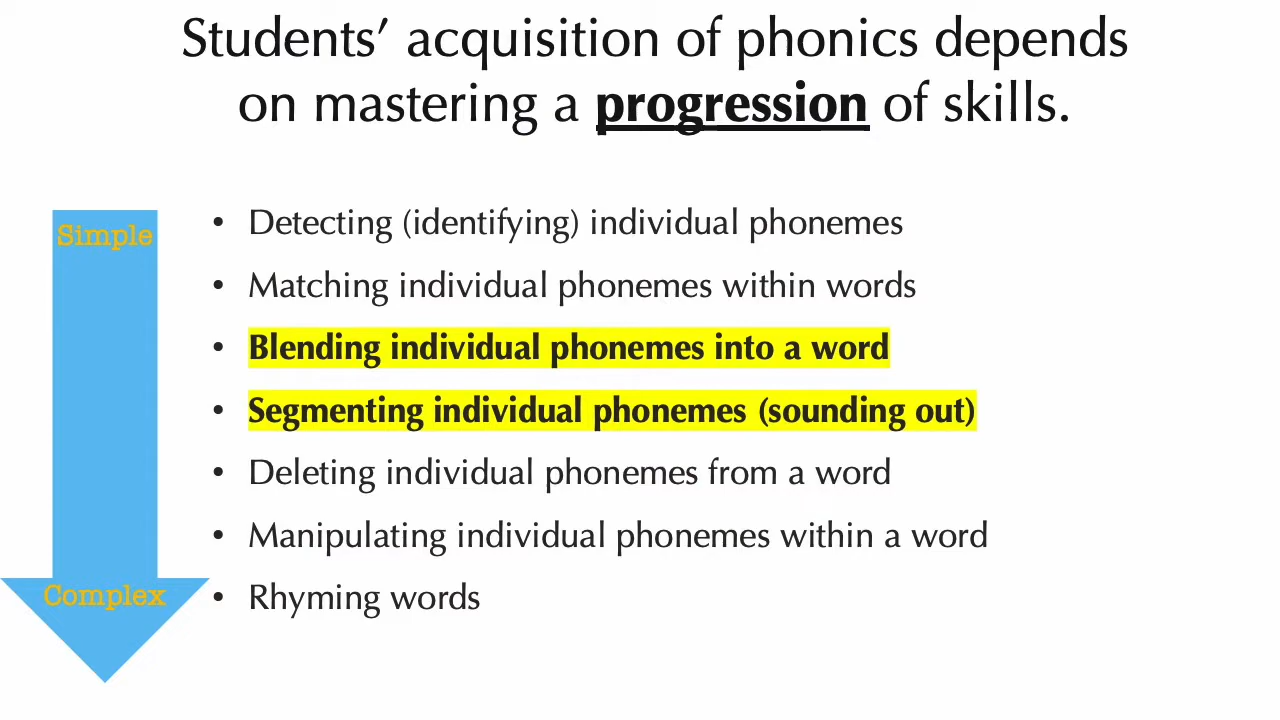 Students’ acquisition of phonics depends
on mastering a progression of skills.
Simple
• Detecting (identifying) individual phonemes
• Matching individual phonemes within words
• Blending individual phonemes into a word
• Segmenting individual phonemes (sounding out)
• Deleting individual phonemes from a word
• Manipulating individual phonemes within a word
Complex
• Rhyming words